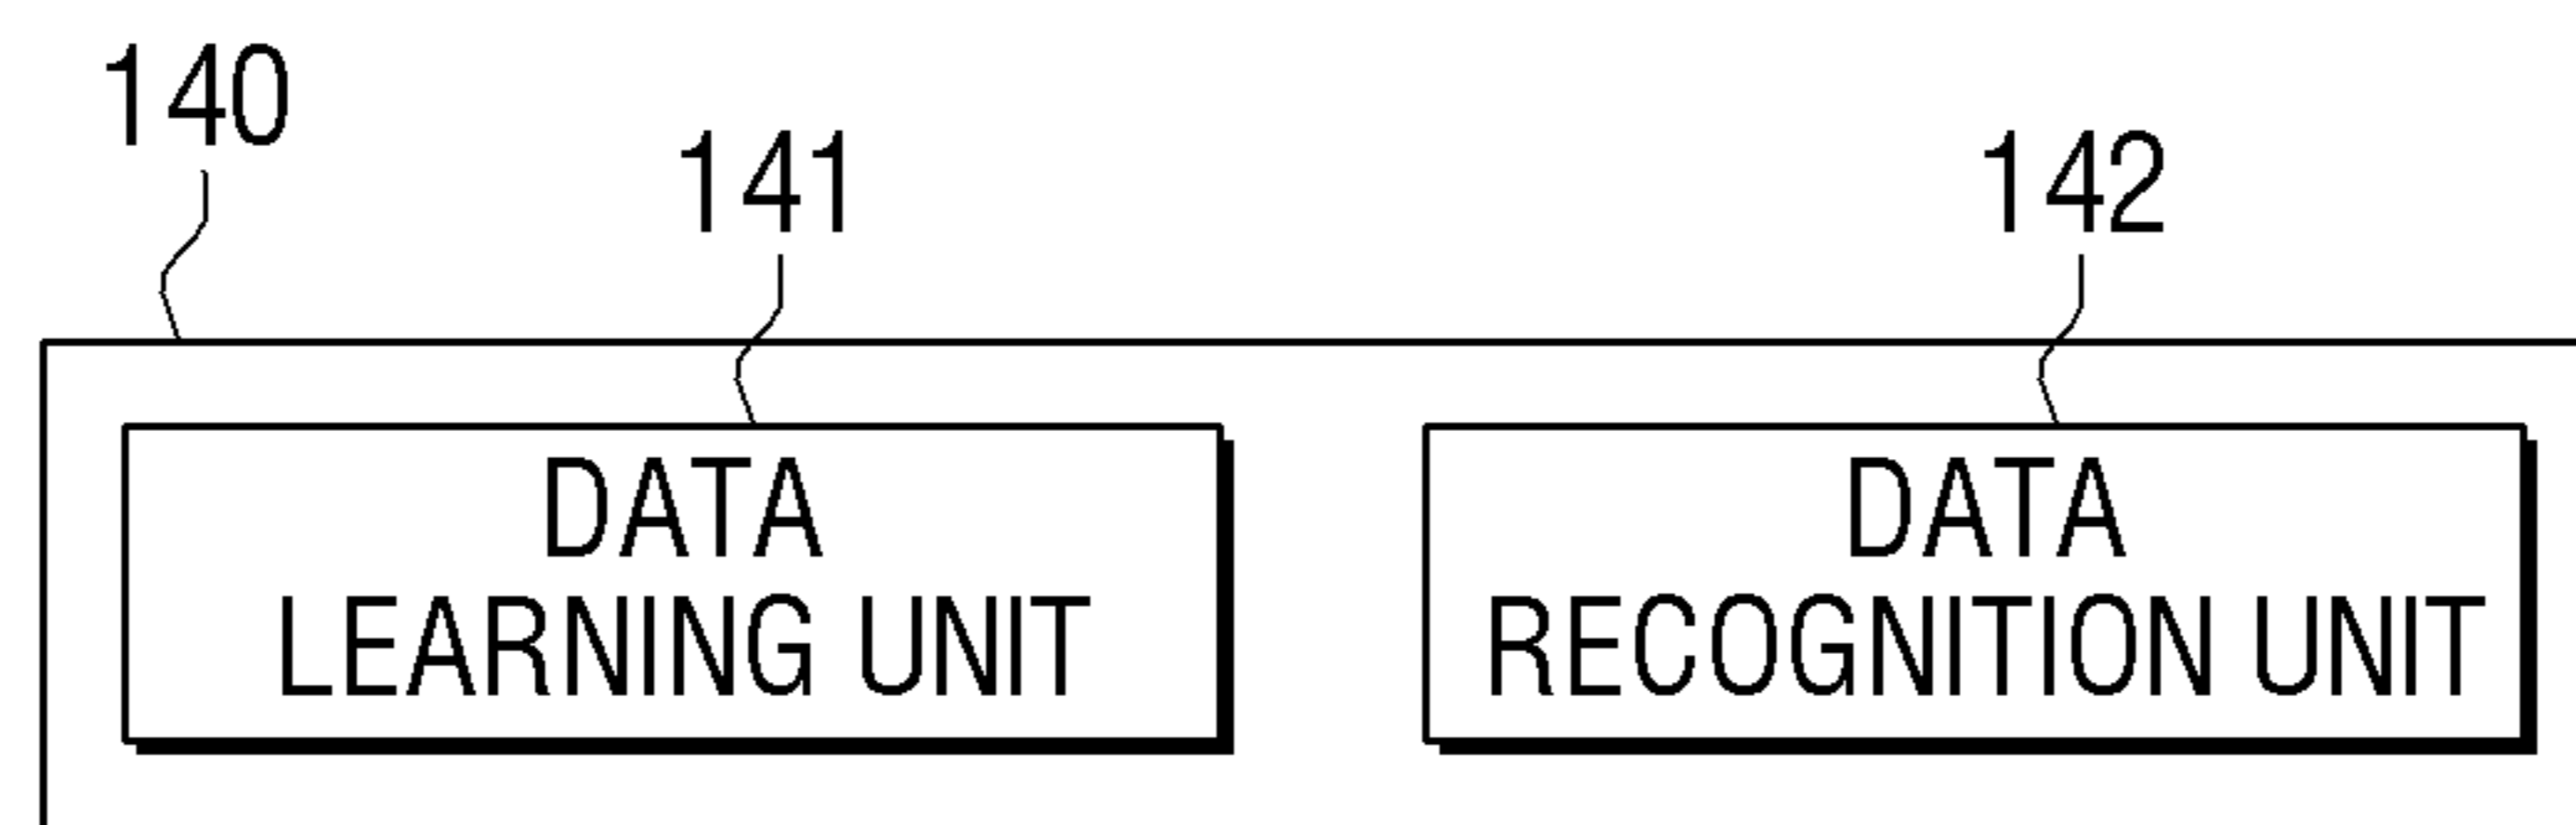 140
141
142
DATA
LEARNING UNIT
DATA
RECOGNITION UNIT